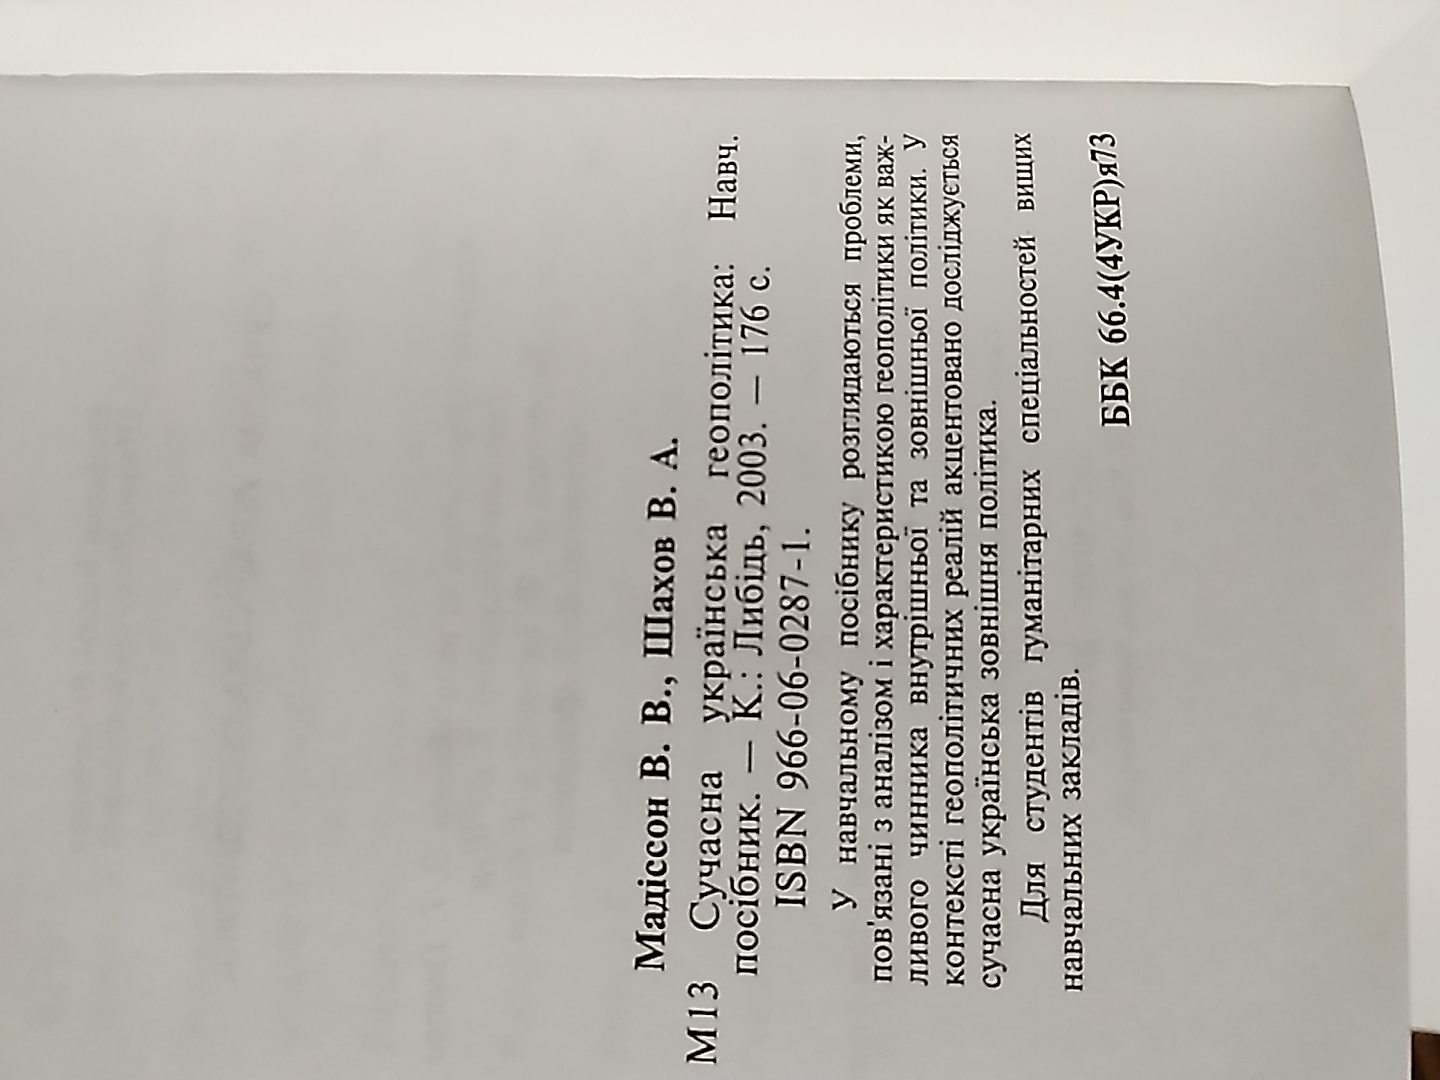 Мадіссон В. В., Шахов В. А.
М13 Сучасна українська геополітика: Навч.
посібник. — К.: Либідь, 2003. — 176 с.
ISBN 966-06-0287-1.
У навчальному посібнику розглядаються проблеми,
пов'язані з аналізом і характеристикою геополітики як важ-
ливого чинника внутрішньої та зовнішньої політики. У
контексті геополітичних реалій акцентовано досліджується
сучасна українська зовнішня політика.
Для студентів гуманітарних спеціальностей вищих
навчальних закладів.
ББК 66.4(4УКР)я73